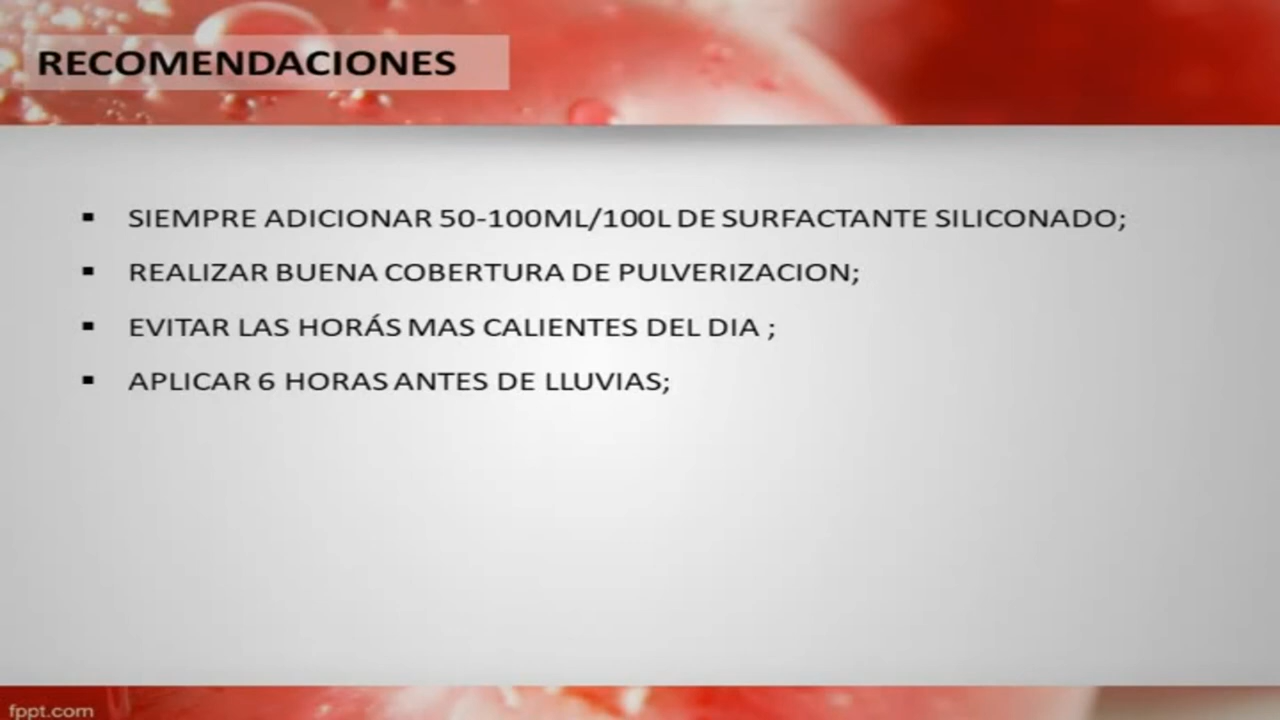 RECOMENDACIONES
▪ SIEMPRE ADICIONAR 50-100ML/100L DE SURFACTANTE SILICONADO;
▪ REALIZAR BUENA COBERTURA DE PULVERIZACION;
▪ EVITAR LAS HORÁS MAS CALIENTES DEL DIA ;
▪ APLICAR 6 HORAS ANTES DE LLUVIAS;
fppt.com